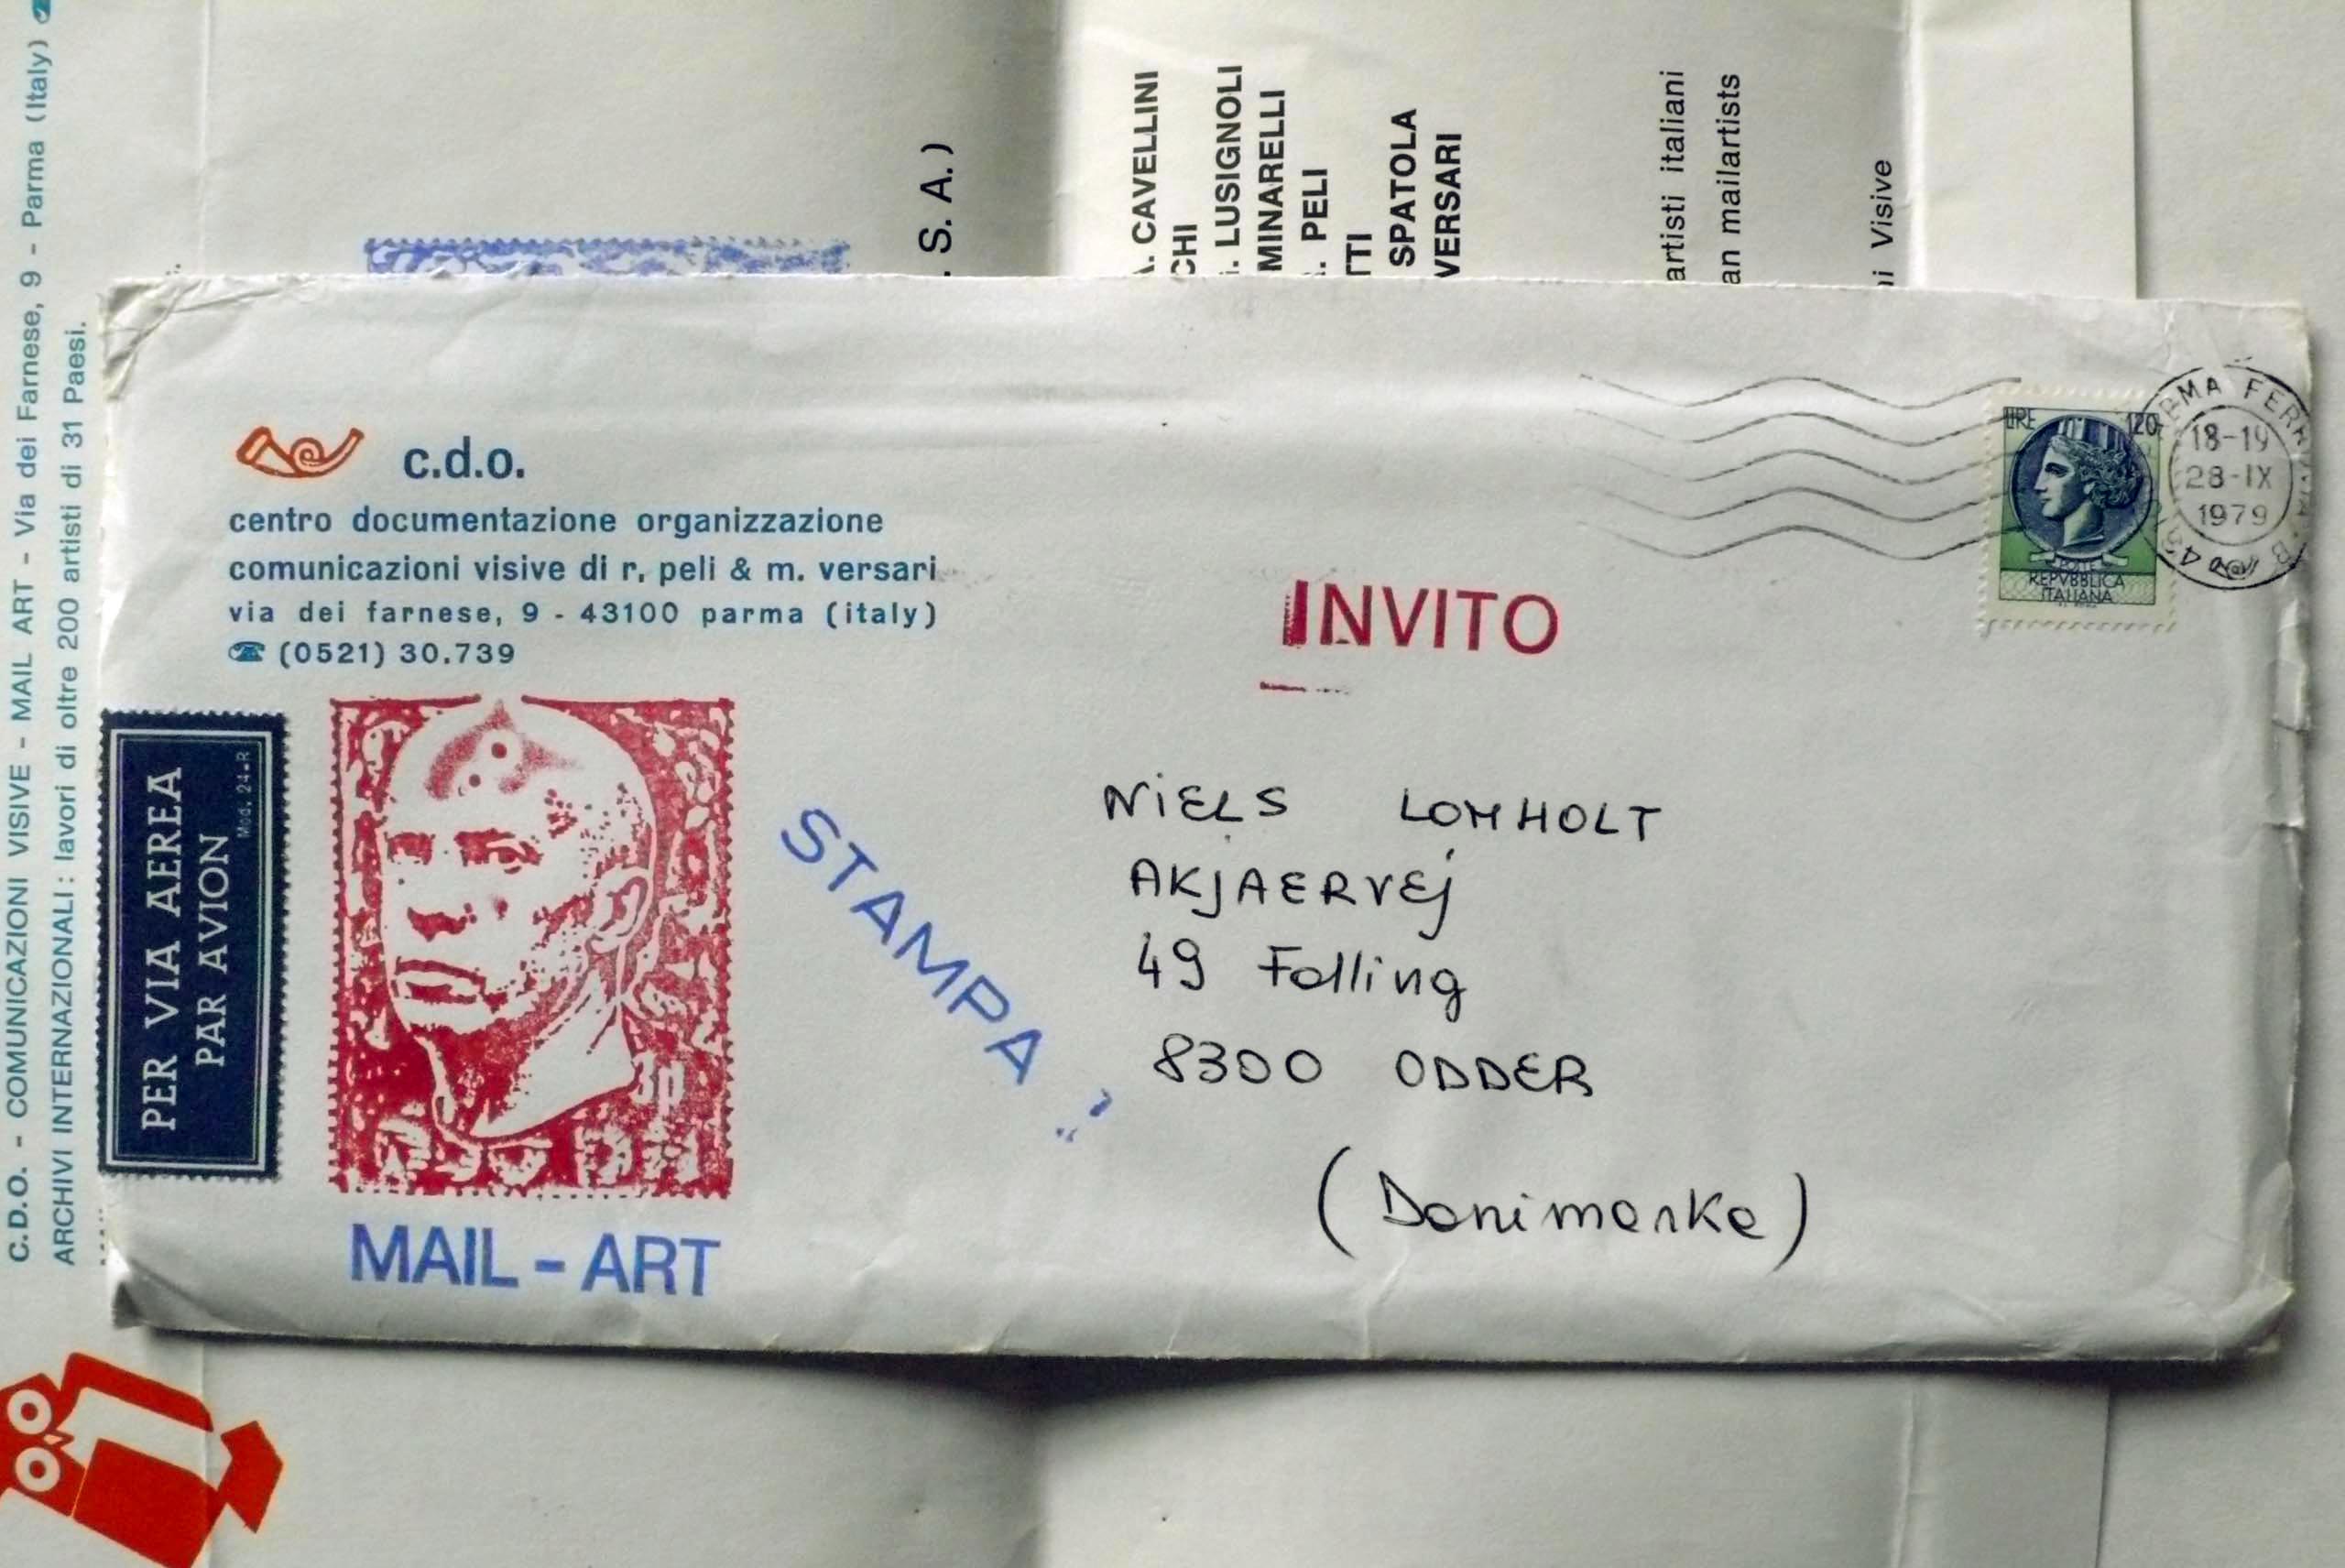 C.D.O. - COMUNICAZIONI VISIVE - MAIL ART - Via dei Farnese, 9 - Parma (Italy)
ARCHIVI INTERNAZIONALI: lavori di oltre 200 artisti di 31 Paesi.
S. A.)
CAVELLINI
CHI
LUSIGNOLI
MINARELLI
PELI
TTI
SPATOLA
VERSARI
artisti italiani
an mailartists
ni Visive
c.d.o.
centro documentazione organizzazione
comunicazioni visive di r. peli & m. versari
via dei farnese, 9 - 43100 parma (italy)
☎ (0521) 30.739
PER VIA AEREA
PAR AVION
Mod. 24-R
MAIL - ART
STAMPA
INVITO
LIRE 120
POSTE
REPVBBLICA
ITALIANA
18-19
28-IX
1979
NIELS LOMHOLT
AKJAERVEJ
49 Falling
8300 ODDER
(Danimarka)